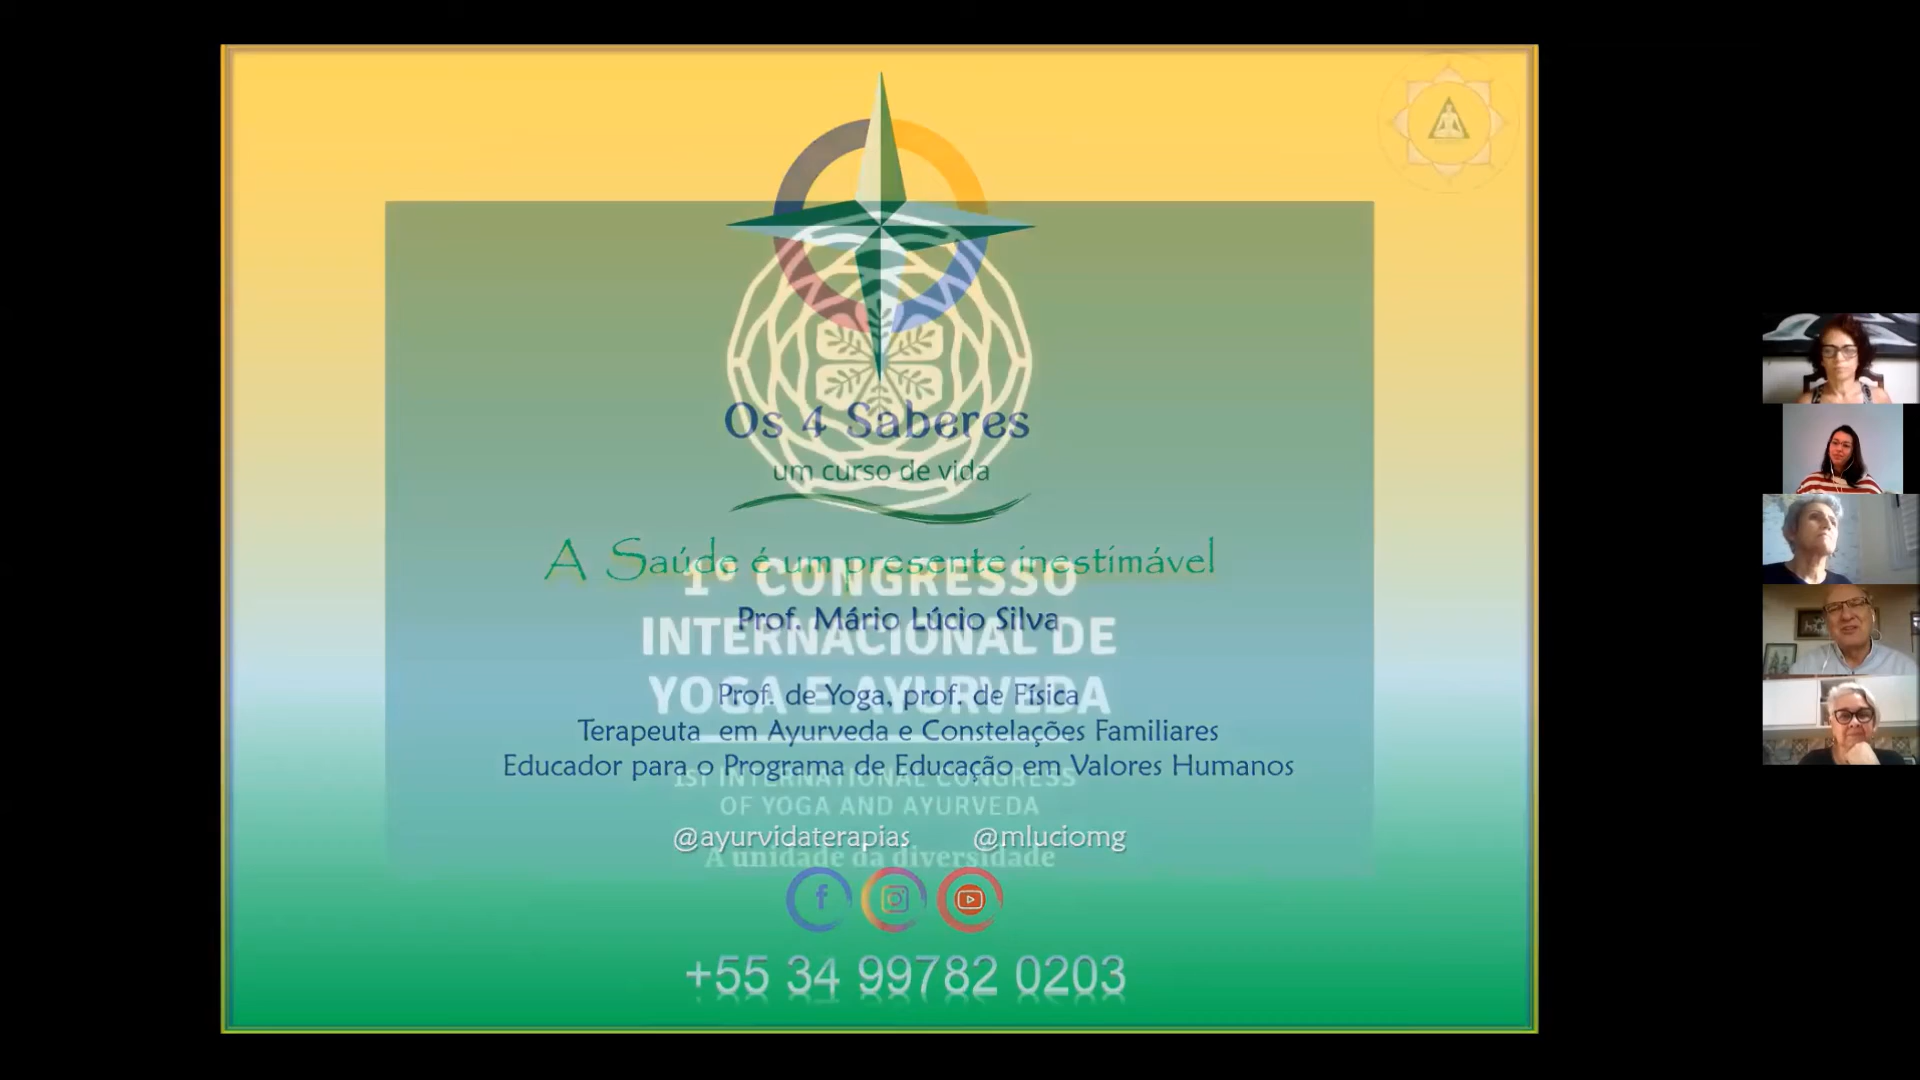 Os 4 Saberes
um curso de vida
A Saúde é um presente inestimável
1º CONGRESSO
Prof. Mário Lúcio Silva
INTERNACIONAL DE
YOGA E AYURVEDA
Prof. de Yoga, prof. de Física
Terapeuta em Ayurveda e Constelações Familiares
Educador para o Programa de Educação em Valores Humanos
1ST INTERNATIONAL CONGRESS
OF YOGA AND AYURVEDA
@ayurvidaterapias @mluciomg
A unidade da diversidade
+55 34 99782 0203